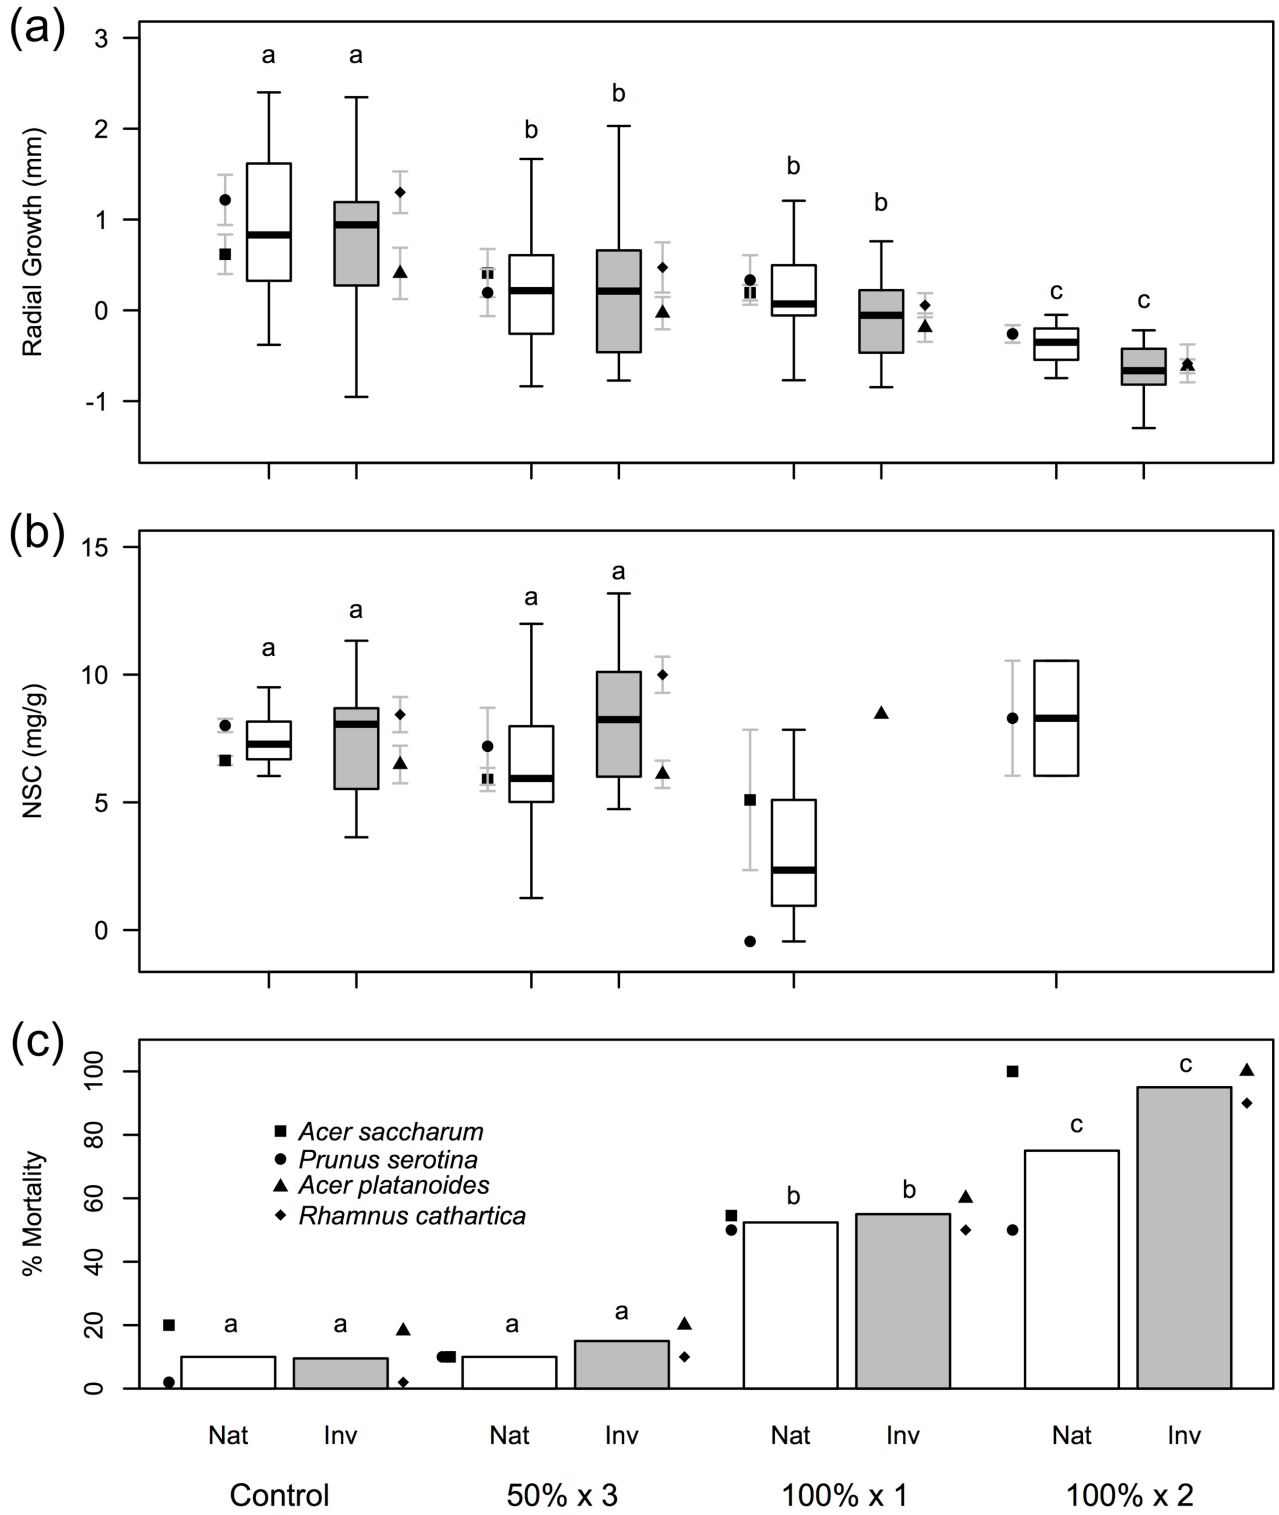 (a)
Radial Growth (mm)
3
2
1
0
-1
a a b b b b c c
(b)
NSC (mg/g)
15
10
5
0
a a a a
(c)
% Mortality
100
80
60
40
20
0
Acer saccharum
Prunus serotina
Acer platanoides
Rhamnus cathartica
a a a a b b c c
Nat Inv Nat Inv Nat Inv Nat Inv
Control 50% x 3 100% x 1 100% x 2